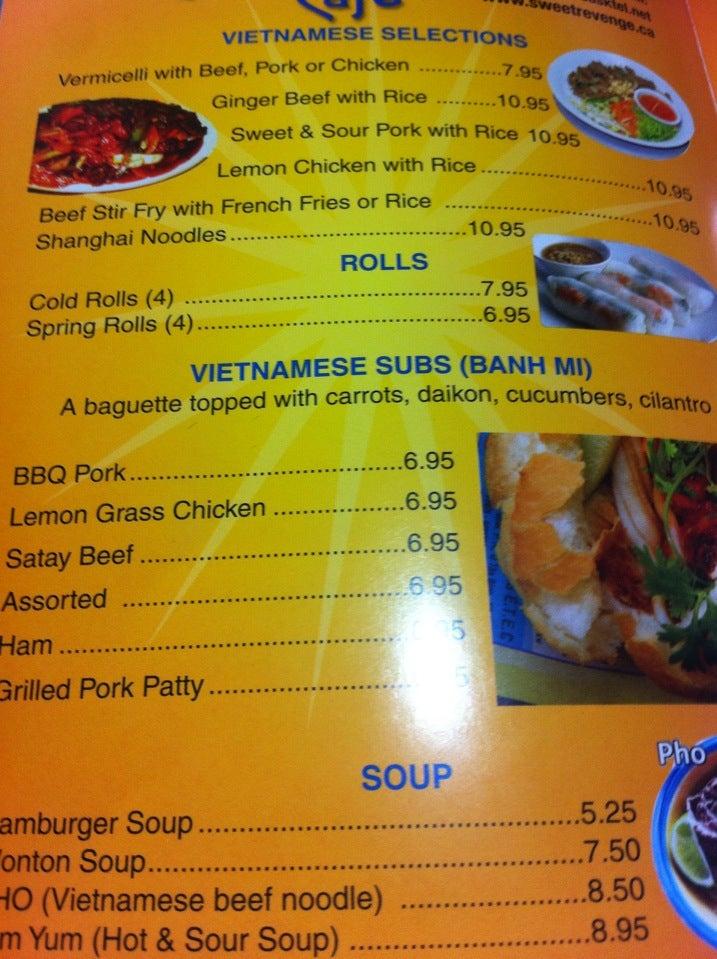 www.sweetrevenge.ca
VIETNAMESE SELECTIONS
Vermicelli with Beef, Pork or Chicken .............7.95
Ginger Beef with Rice ..........10.95
Sweet & Sour Pork with Rice 10.95
Lemon Chicken with Rice ..........................10.95
Beef Stir Fry with French Fries or Rice .................................10.95
Shanghai Noodles.....................................10.95
ROLLS
Cold Rolls (4) ..............................................7.95
Spring Rolls (4)............................................6.95
VIETNAMESE SUBS (BANH MI)
A baguette topped with carrots, daikon, cucumbers, cilantro
BBQ Pork.....................................6.95
Lemon Grass Chicken .................6.95
Satay Beef ...................................6.95
Assorted ......................................6.95
Ham ..............................................5
Grilled Pork Patty..........................5
SOUP
amburger Soup ...................................................5.25
onton Soup.........................................................7.50
HO (Vietnamese beef noodle) .........................8.50
m Yum (Hot & Sour Soup) ................................8.95
Pho